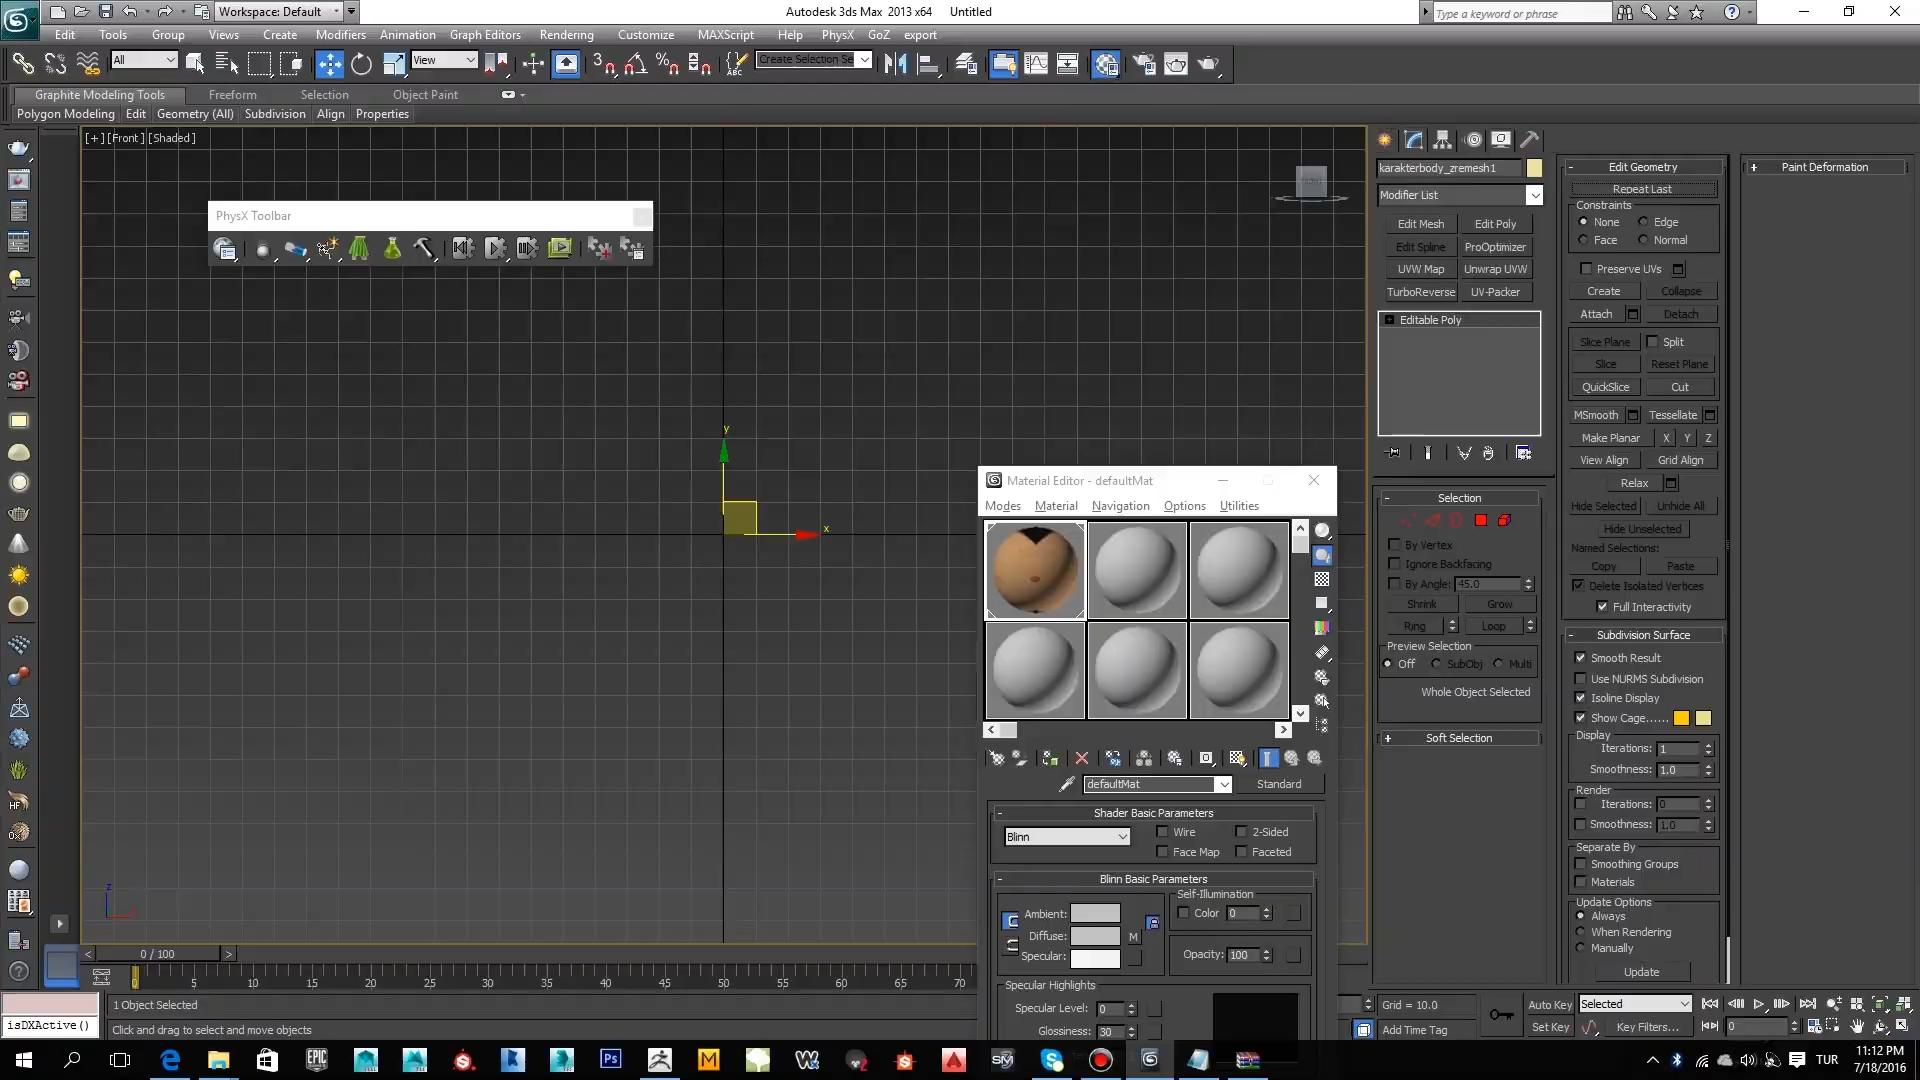 Workspace: Default
Autodesk 3ds Max 2013 x64 Untitled
Type a keyword or phrase
Edit Tools Group Views Create Modifiers Animation Graph Editors Rendering Customize MAXScript Help PhysX GoZ export
All
View
Create Selection Se
Graphite Modeling Tools Freeform Selection Object Paint
Polygon Modeling Edit Geometry (All) Subdivision Align Properties
[+] [Front] [Shaded]
PhysX Toolbar
y
x
z
karakterbody_zremesh1
Modifier List
Edit Mesh Edit Poly
Edit Spline ProOptimizer
UVW Map Unwrap UVW
TurboReverse UV-Packer
Editable Poly
Selection
By Vertex
Ignore Backfacing
By Angle: 45.0
Shrink Grow
Ring Loop
Preview Selection
Off SubObj Multi
Whole Object Selected
+ Soft Selection
- Edit Geometry
Repeat Last
Constraints
None Edge
Face Normal
Preserve UVs
Create Collapse
Attach Detach
Slice Plane Split
Slice Reset Plane
QuickSlice Cut
MSmooth Tessellate
Make Planar X Y Z
View Align Grid Align
Relax
Hide Selected Unhide All
Hide Unselected
Named Selections:
Copy Paste
Delete Isolated Vertices
Full Interactivity
- Subdivision Surface
Smooth Result
Use NURMS Subdivision
Isoline Display
Show Cage......
Display
Iterations: 1
Smoothness: 1.0
Render
Iterations: 0
Smoothness: 1.0
Separate By
Smoothing Groups
Materials
Update Options
Always
When Rendering
Manually
Update
+ Paint Deformation
Material Editor - defaultMat
Modes Material Navigation Options Utilities
defaultMat Standard
- Shader Basic Parameters
Blinn Wire 2-Sided
Face Map Faceted
- Blinn Basic Parameters
Self-Illumination
Ambient: Color 0
Diffuse: M
Specular: Opacity: 100
Specular Highlights
Specular Level: 0
Glossiness: 30
< 0 / 100 >
0 5 10 15 20 25 30 35 40 45 50 55 60 65 70
1 Object Selected
isDXActive()
Click and drag to select and move objects
Grid = 10.0
Add Time Tag
Auto Key Selected
Set Key Key Filters...
0
TUR
11:12 PM
7/18/2016